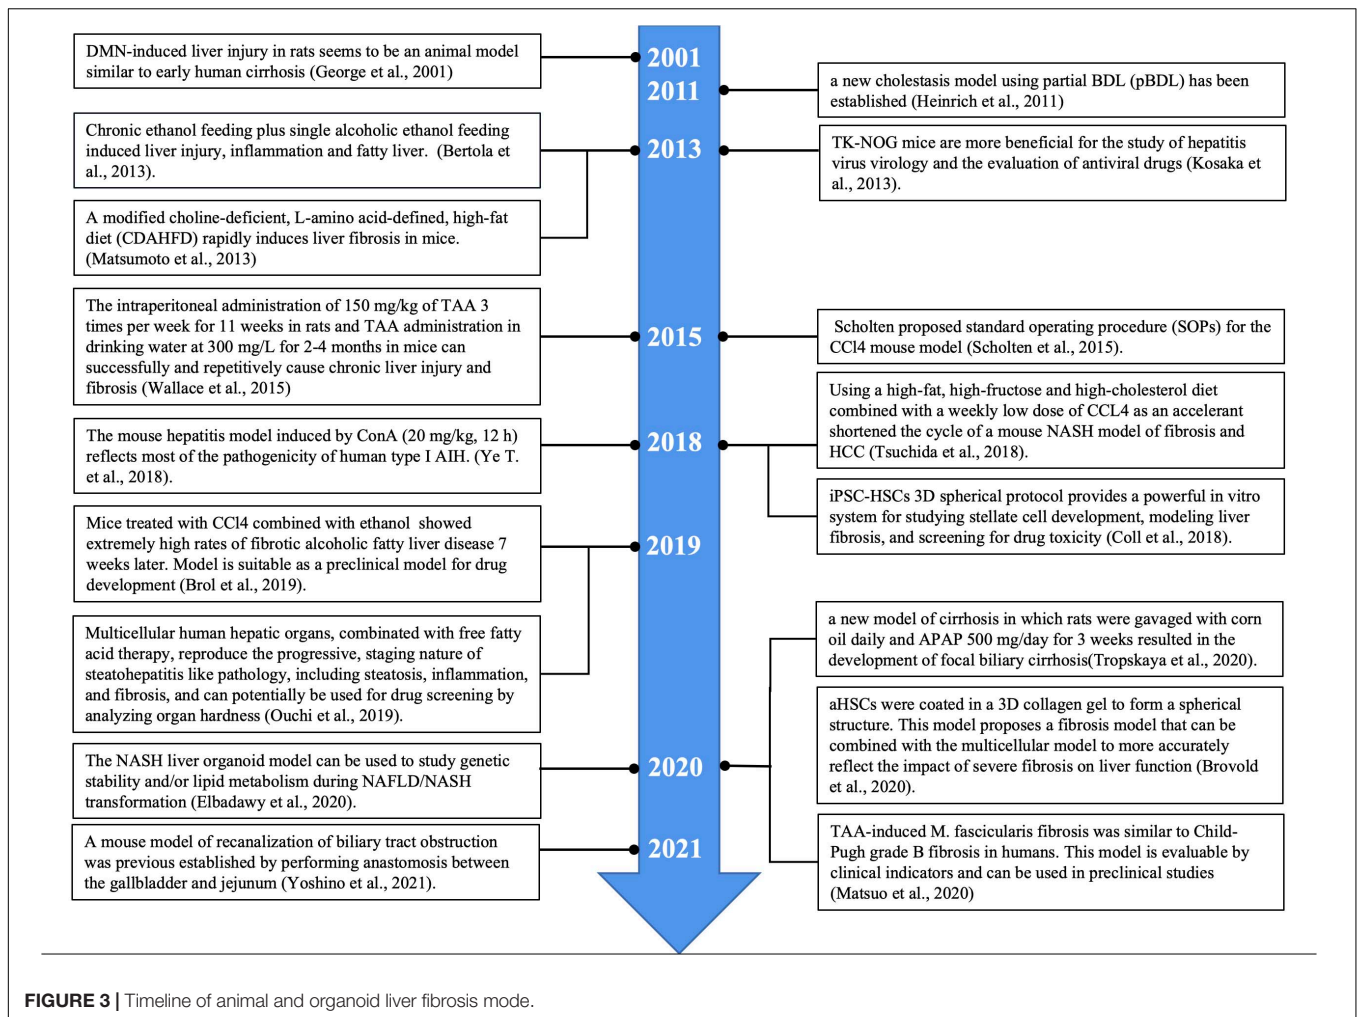 DMN-induced liver injury in rats seems to be an animal model
similar to early human cirrhosis (George et al., 2001)
2001
2011
a new cholestasis model using partial BDL (pBDL) has been
established (Heinrich et al., 2011)
Chronic ethanol feeding plus single alcoholic ethanol feeding
induced liver injury, inflammation and fatty liver. (Bertola et
al., 2013).
2013
TK-NOG mice are more beneficial for the study of hepatitis
virus virology and the evaluation of antiviral drugs (Kosaka et
al., 2013).
A modified choline-deficient, L-amino acid-defined, high-fat
diet (CDAHFD) rapidly induces liver fibrosis in mice.
(Matsumoto et al., 2013)
The intraperitoneal administration of 150 mg/kg of TAA 3
times per week for 11 weeks in rats and TAA administration in
drinking water at 300 mg/L for 2-4 months in mice can
successfully and repetitively cause chronic liver injury and
fibrosis (Wallace et al., 2015)
2015
Scholten proposed standard operating procedure (SOPs) for the
CCl4 mouse model (Scholten et al., 2015).
The mouse hepatitis model induced by ConA (20 mg/kg, 12 h)
reflects most of the pathogenicity of human type I AIH. (Ye T.
et al., 2018).
2018
Using a high-fat, high-fructose and high-cholesterol diet
combined with a weekly low dose of CCL4 as an accelerant
shortened the cycle of a mouse NASH model of fibrosis and
HCC (Tsuchida et al., 2018).
iPSC-HSCs 3D spherical protocol provides a powerful in vitro
system for studying stellate cell development, modeling liver
fibrosis, and screening for drug toxicity (Coll et al., 2018).
Mice treated with CCl4 combined with ethanol showed
extremely high rates of fibrotic alcoholic fatty liver disease 7
weeks later. Model is suitable as a preclinical model for drug
development (Brol et al., 2019).
2019
Multicellular human hepatic organs, combined with free fatty
acid therapy, reproduce the progressive, staging nature of
steatohepatitis like pathology, including steatosis, inflammation,
and fibrosis, and can potentially be used for drug screening by
analyzing organ hardness (Ouchi et al., 2019).
a new model of cirrhosis in which rats were gavaged with corn
oil daily and APAP 500 mg/day for 3 weeks resulted in the
development of focal biliary cirrhosis(Tropskaya et al., 2020).
The NASH liver organoid model can be used to study genetic
stability and/or lipid metabolism during NAFLD/NASH
transformation (Elbadawy et al., 2020).
2020
aHSCs were coated in a 3D collagen gel to form a spherical
structure. This model proposes a fibrosis model that can be
combined with the multicellular model to more accurately
reflect the impact of severe fibrosis on liver function (Brovold
et al., 2020).
TAA-induced M. fascicularis fibrosis was similar to Child-
Pugh grade B fibrosis in humans. This model is evaluable by
clinical indicators and can be used in preclinical studies
(Matsuo et al., 2020)
A mouse model of recanalization of biliary tract obstruction
was previous established by performing anastomosis between
the gallbladder and jejunum (Yoshino et al., 2021).
2021
FIGURE 3 | Timeline of animal and organoid liver fibrosis mode.